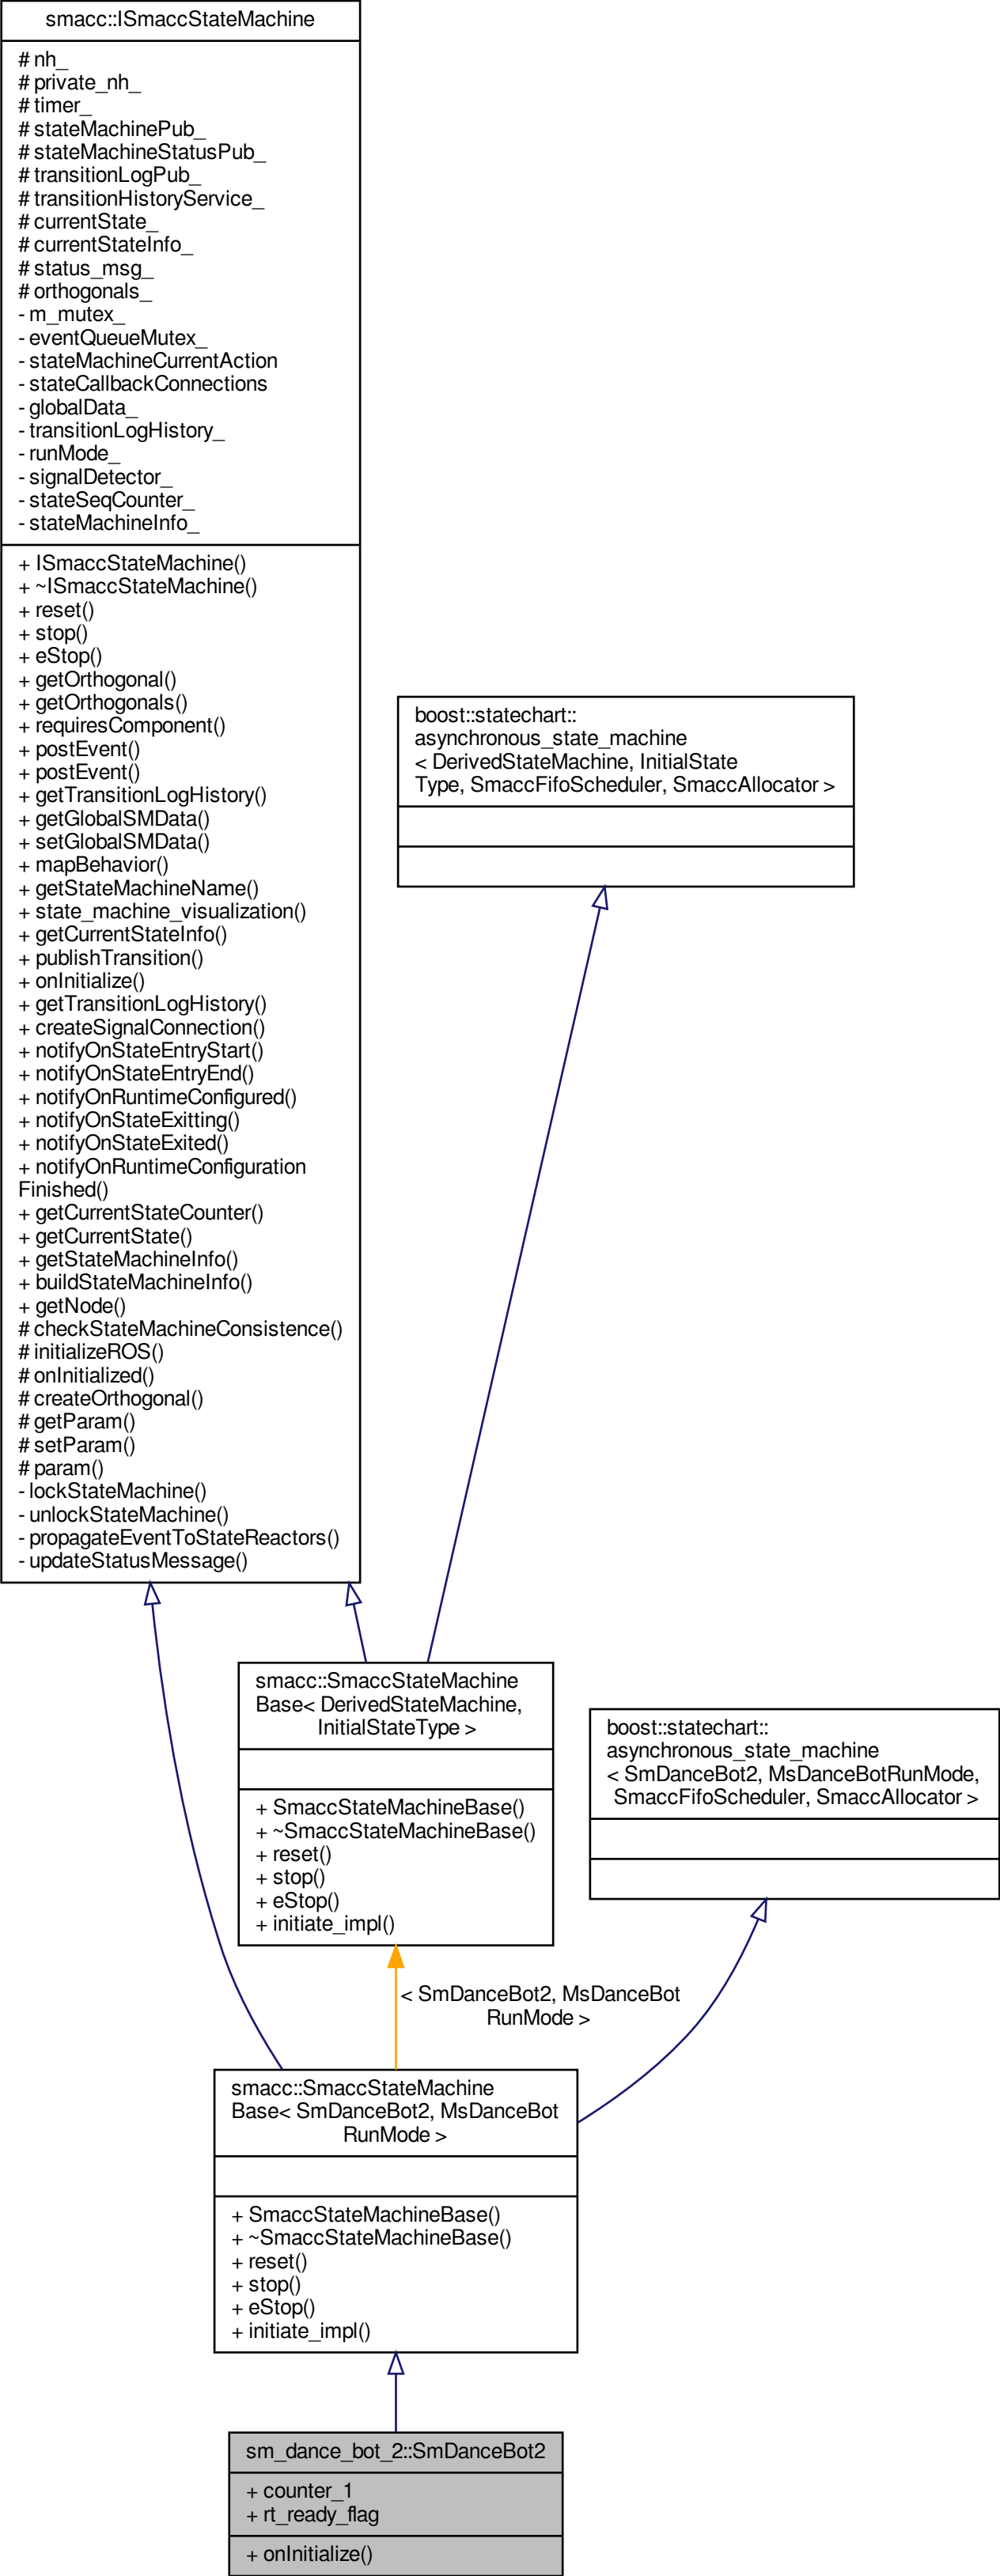 smacc::ISmaccStateMachine
# nh_
# private_nh_
# timer_
# stateMachinePub_
# stateMachineStatusPub_
# transitionLogPub_
# transitionHistoryService_
# currentState_
# currentStateInfo_
# status_msg_
# orthogonals_
- m_mutex_
- eventQueueMutex_
- stateMachineCurrentAction
- stateCallbackConnections
- globalData_
- transitionLogHistory_
- runMode_
- signalDetector_
- stateSeqCounter_
- stateMachineInfo_
+ ISmaccStateMachine()
+ ~ISmaccStateMachine()
+ reset()
+ stop()
+ eStop()
+ getOrthogonal()
+ getOrthogonals()
+ requiresComponent()
+ postEvent()
+ postEvent()
+ getTransitionLogHistory()
+ getGlobalSMData()
+ setGlobalSMData()
+ mapBehavior()
+ getStateMachineName()
+ state_machine_visualization()
+ getCurrentStateInfo()
+ publishTransition()
+ onInitialize()
+ getTransitionLogHistory()
+ createSignalConnection()
+ notifyOnStateEntryStart()
+ notifyOnStateEntryEnd()
+ notifyOnRuntimeConfigured()
+ notifyOnStateExitting()
+ notifyOnStateExited()
+ notifyOnRuntimeConfiguration
Finished()
+ getCurrentStateCounter()
+ getCurrentState()
+ getStateMachineInfo()
+ buildStateMachineInfo()
+ getNode()
# checkStateMachineConsistence()
# initializeROS()
# onInitialized()
# createOrthogonal()
# getParam()
# setParam()
# param()
- lockStateMachine()
- unlockStateMachine()
- propagateEventToStateReactors()
- updateStatusMessage()
boost::statechart::
asynchronous_state_machine
< DerivedStateMachine, InitialState
Type, SmaccFifoScheduler, SmaccAllocator >
smacc::SmaccStateMachine
Base< DerivedStateMachine,
InitialStateType >
+ SmaccStateMachineBase()
+ ~SmaccStateMachineBase()
+ reset()
+ stop()
+ eStop()
+ initiate_impl()
boost::statechart::
asynchronous_state_machine
< SmDanceBot2, MsDanceBotRunMode,
SmaccFifoScheduler, SmaccAllocator >
< SmDanceBot2, MsDanceBot
RunMode >
smacc::SmaccStateMachine
Base< SmDanceBot2, MsDanceBot
RunMode >
+ SmaccStateMachineBase()
+ ~SmaccStateMachineBase()
+ reset()
+ stop()
+ eStop()
+ initiate_impl()
sm_dance_bot_2::SmDanceBot2
+ counter_1
+ rt_ready_flag
+ onInitialize()